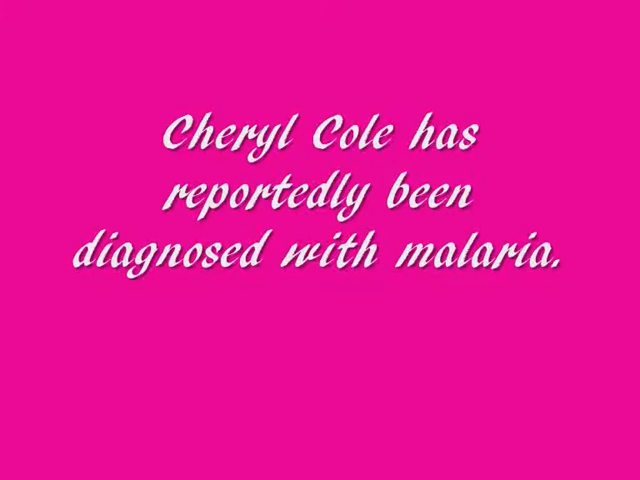 Cheryl Cole has
reportedly been
diagnosed with malaria.